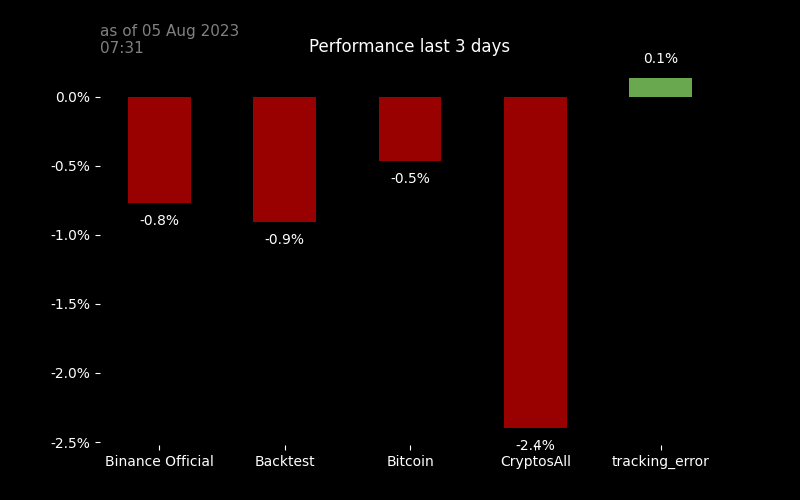 as of 05 Aug 2023
07:31
Performance last 3 days
0.1%
0.0%
-0.5%
-0.5%
-0.8%
-0.9%
-1.0%
-1.5%
-2.0%
-2.5%
-2.4%
Binance Official
Backtest
Bitcoin
CryptosAll
tracking_error